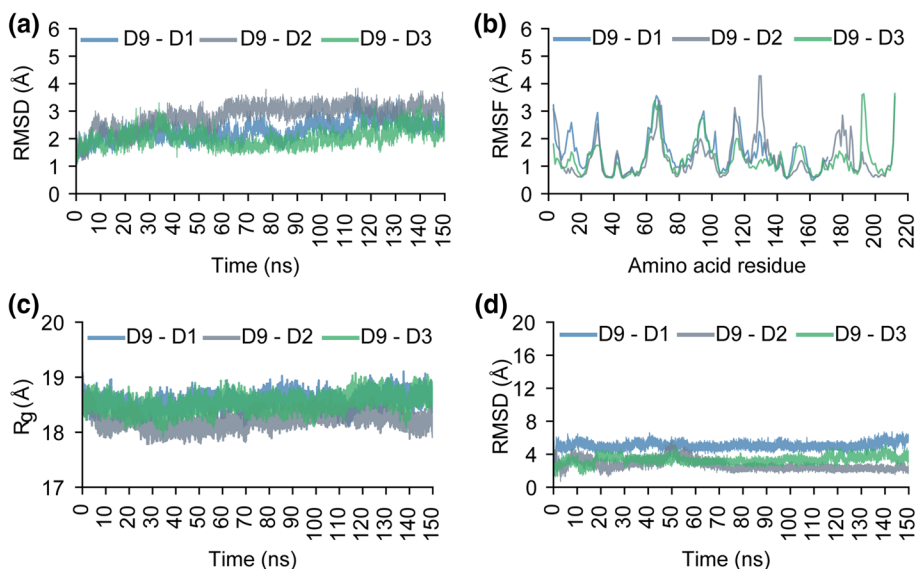 (a)
D9 - D1 D9 - D2 D9 - D3
RMSD (Å)
6
5
4
3
2
1
0
0 10 20 30 40 50 60 70 80 90 100 110 120 130 140 150
Time (ns)
(b)
D9 - D1 D9 - D2 D9 - D3
RMSF (Å)
6
5
4
3
2
1
0
0 20 40 60 80 100 120 140 160 180 200 220
Amino acid residue
(c)
D9 - D1 D9 - D2 D9 - D3
Rg (Å)
20
19
18
17
0 10 20 30 40 50 60 70 80 90 100 110 120 130 140 150
Time (ns)
(d)
D9 - D1 D9 - D2 D9 - D3
RMSD (Å)
20
16
12
8
4
0
0 10 20 30 40 50 60 70 80 90 100 110 120 130 140 150
Time (ns)